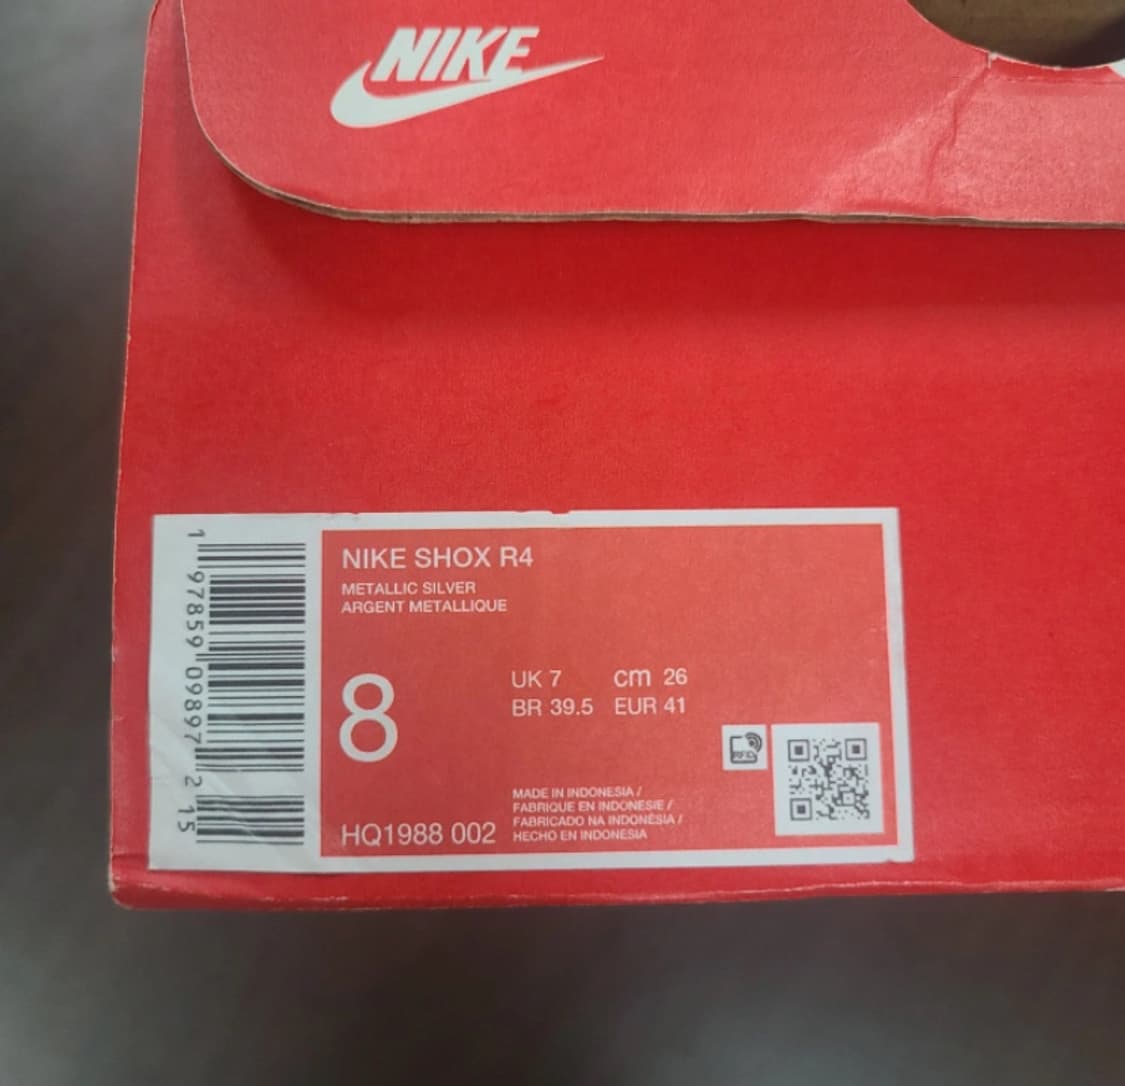 NIKE
1 97859 09897 2 15
NIKE SHOX R4
METALLIC SILVER
ARGENT METALLIQUE
8
UK 7 cm 26
BR 39.5 EUR 41
RFID
HQ1988 002
MADE IN INDONESIA /
FABRIQUE EN INDONESIE /
FABRICADO NA INDONÉSIA /
HECHO EN INDONESIA